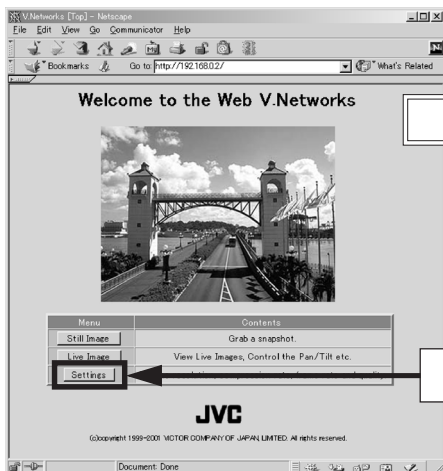 V.Networks [Top] - Netscape
File Edit View Go Communicator Help
Bookmarks Go to: http://192.168.0.2/ What's Related
Welcome to the Web V.Networks
Menu Contents
Still Image Grab a snapshot.
Live Image View Live Images, Control the Pan/Tilt etc.
Settings
JVC
(c)copyright 1999-2001 VICTOR COMPANY OF JAPAN, LIMITED. All rights reserved.
Document: Done